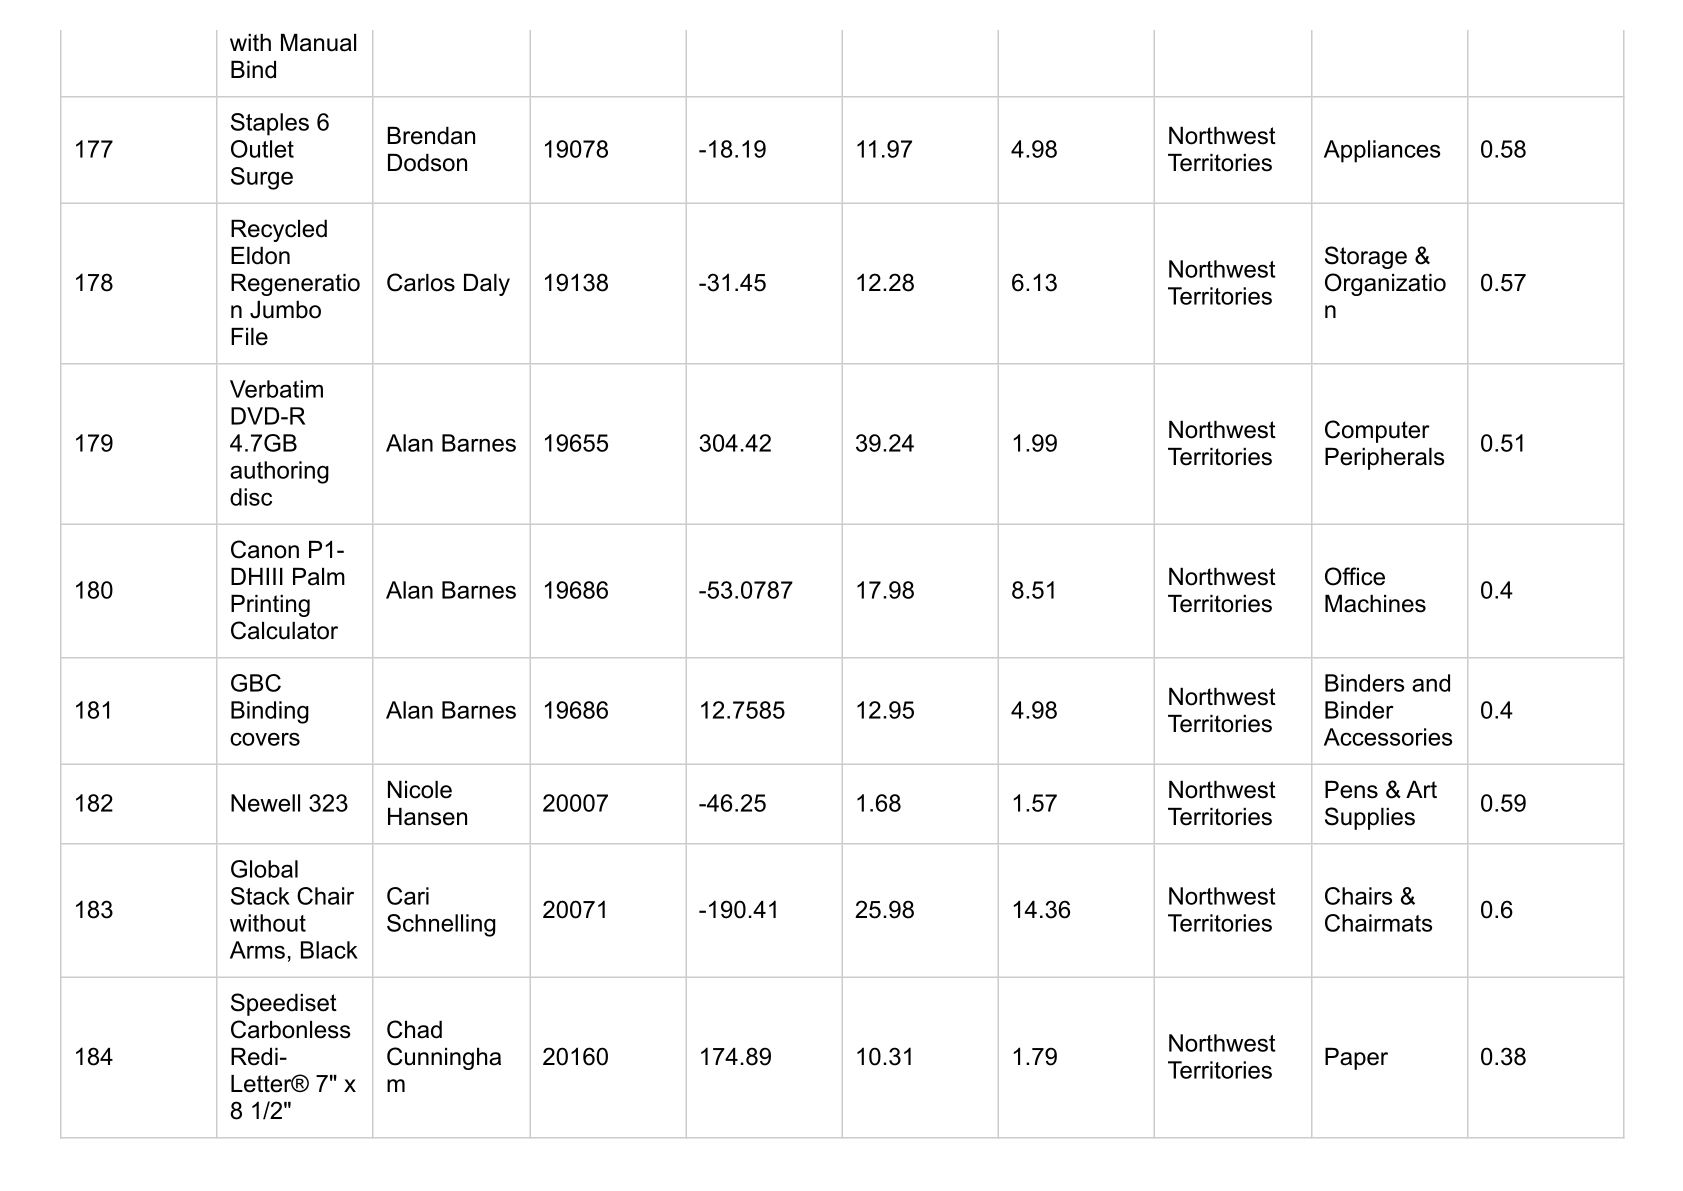 with Manual
Bind
177
Staples 6
Outlet
Surge
Brendan
Dodson
19078
-18.19
11.97
4.98
Northwest
Territories
Appliances
0.58
178
Recycled
Eldon
Regeneratio
n Jumbo
File
Carlos Daly
19138
-31.45
12.28
6.13
Northwest
Territories
Storage &
Organizatio
n
0.57
179
Verbatim
DVD-R
4.7GB
authoring
disc
Alan Barnes
19655
304.42
39.24
1.99
Northwest
Territories
Computer
Peripherals
0.51
180
Canon P1-
DHIII Palm
Printing
Calculator
Alan Barnes
19686
-53.0787
17.98
8.51
Northwest
Territories
Office
Machines
0.4
181
GBC
Binding
covers
Alan Barnes
19686
12.7585
12.95
4.98
Northwest
Territories
Binders and
Binder
Accessories
0.4
182
Newell 323
Nicole
Hansen
20007
-46.25
1.68
1.57
Northwest
Territories
Pens & Art
Supplies
0.59
183
Global
Stack Chair
without
Arms, Black
Cari
Schnelling
20071
-190.41
25.98
14.36
Northwest
Territories
Chairs &
Chairmats
0.6
184
Speediset
Carbonless
Redi-
Letter® 7" x
8 1/2"
Chad
Cunningha
m
20160
174.89
10.31
1.79
Northwest
Territories
Paper
0.38